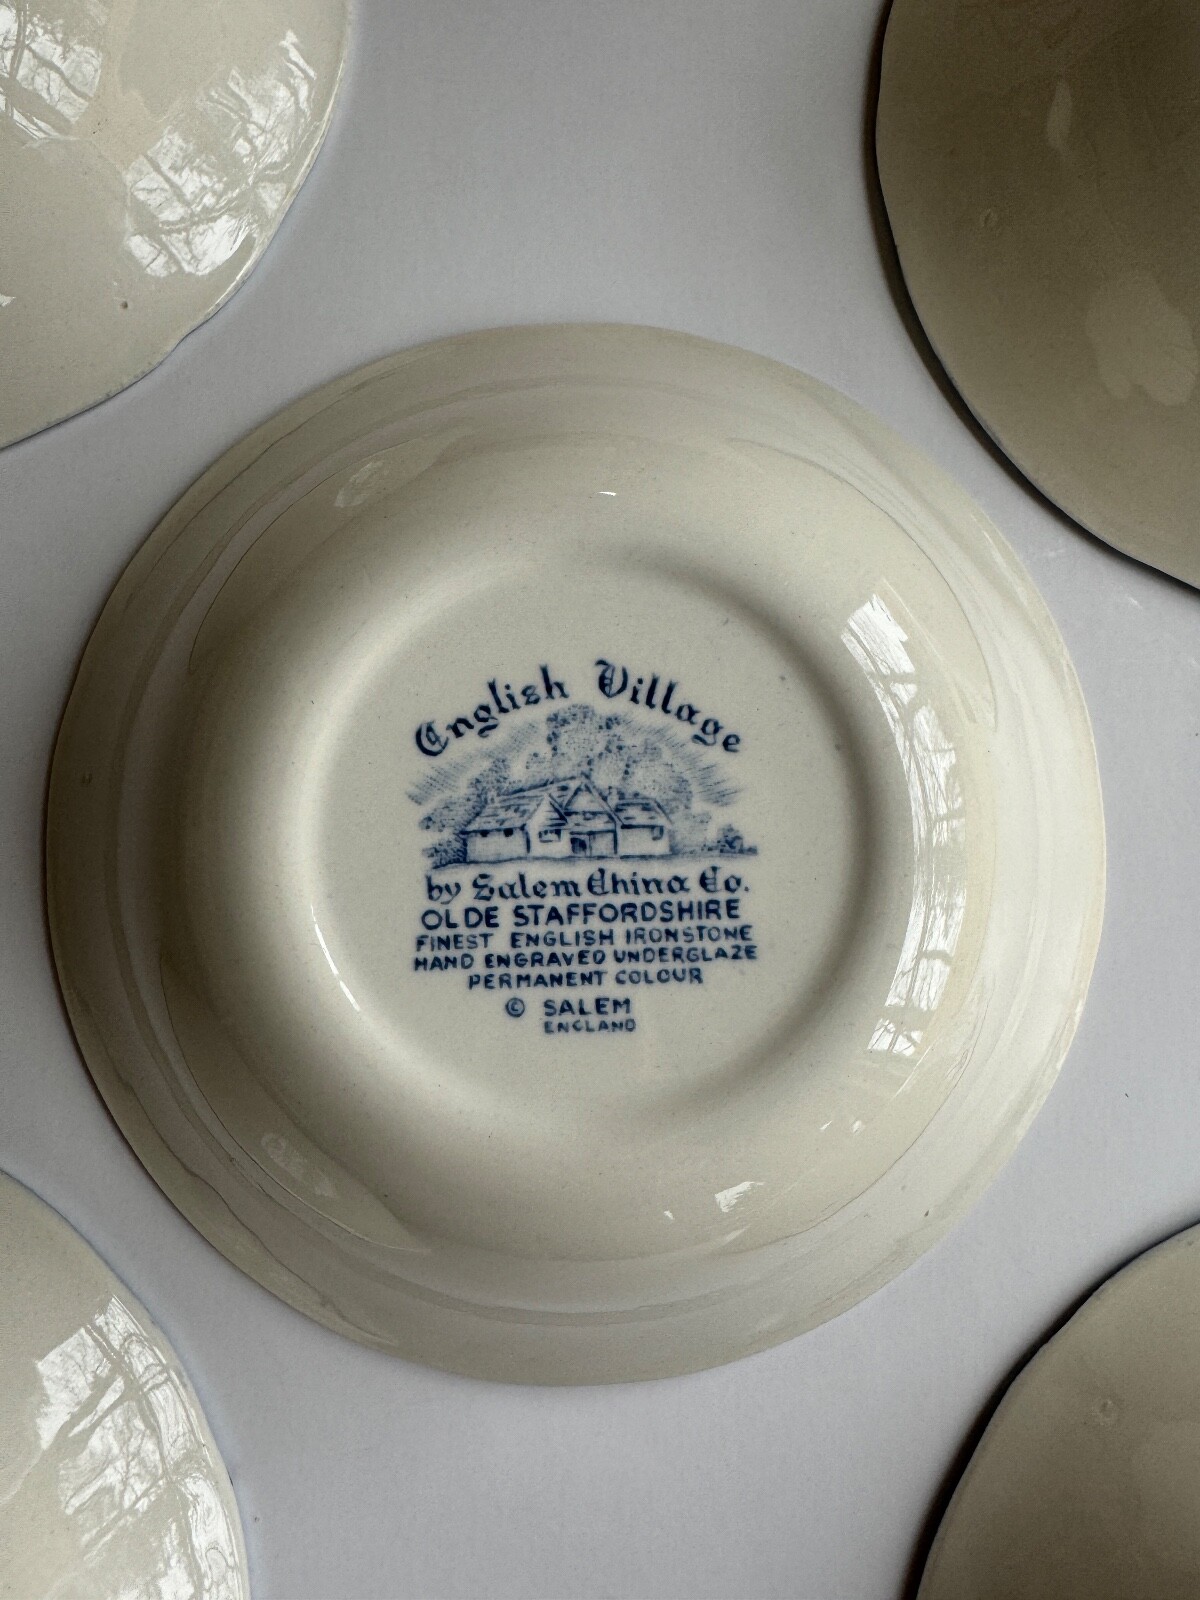 English Village
by Salem China Co.
OLDE STAFFORDSHIRE
FINEST ENGLISH IRONSTONE
HAND ENGRAVED UNDERGLAZE
PERMANENT COLOUR
© SALEM
ENGLAND